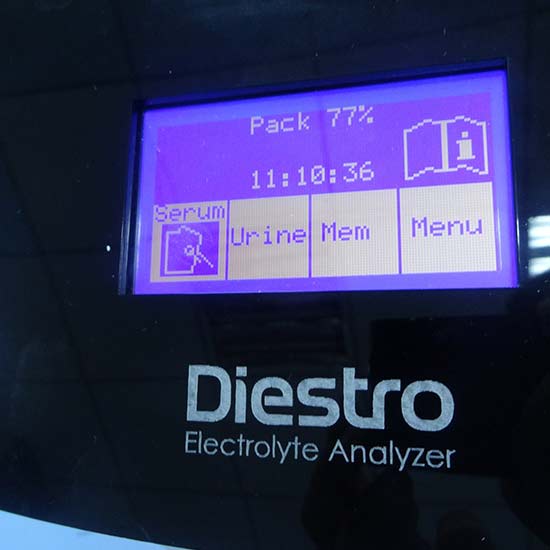 Pack 77%
11:10:36
i
Serum
Urine
Mem
Menu
Diestro
Electrolyte Analyzer